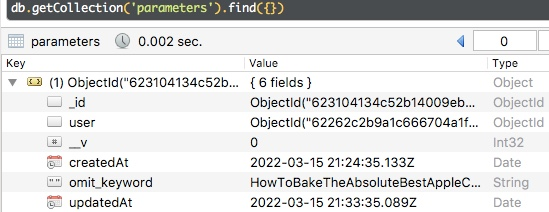 db.getCollection('parameters').find({})
parameters 0.002 sec. 0
Key Value Type
(1) ObjectId("623104134c52b... { 6 fields } Object
_id ObjectId("623104134c52b14009eb... ObjectId
user ObjectId("62262c2b9a1c666704a1f... ObjectId
__v 0 Int32
createdAt 2022-03-15 21:24:35.133Z Date
omit_keyword HowToBakeTheAbsoluteBestAppleC... String
updatedAt 2022-03-15 21:33:35.089Z Date